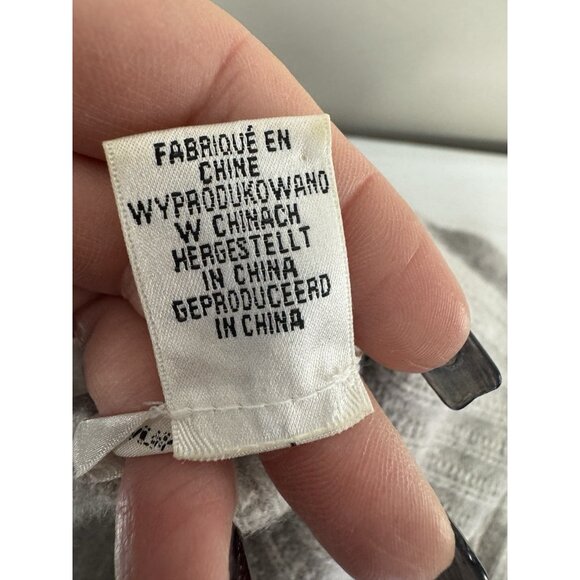 FABRIQUÉ EN
CHINE
WYPRODUKOWANO
W CHINACH
HERGESTELLT
IN CHINA
GEPRODUCEERD
IN CHINA